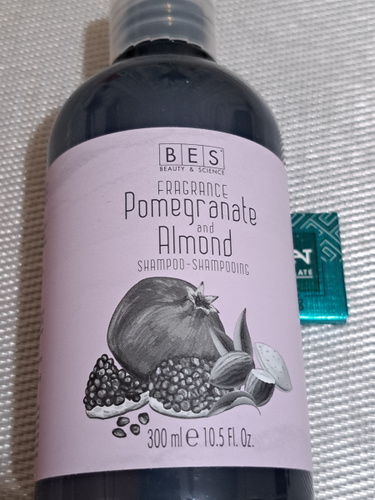 BES
BEAUTY & SCIENCE
FRAGRANCE
Pomegranate
and
Almond
SHAMPOO-SHAMPOOING
300 ml e 10.5 Fl. Oz.